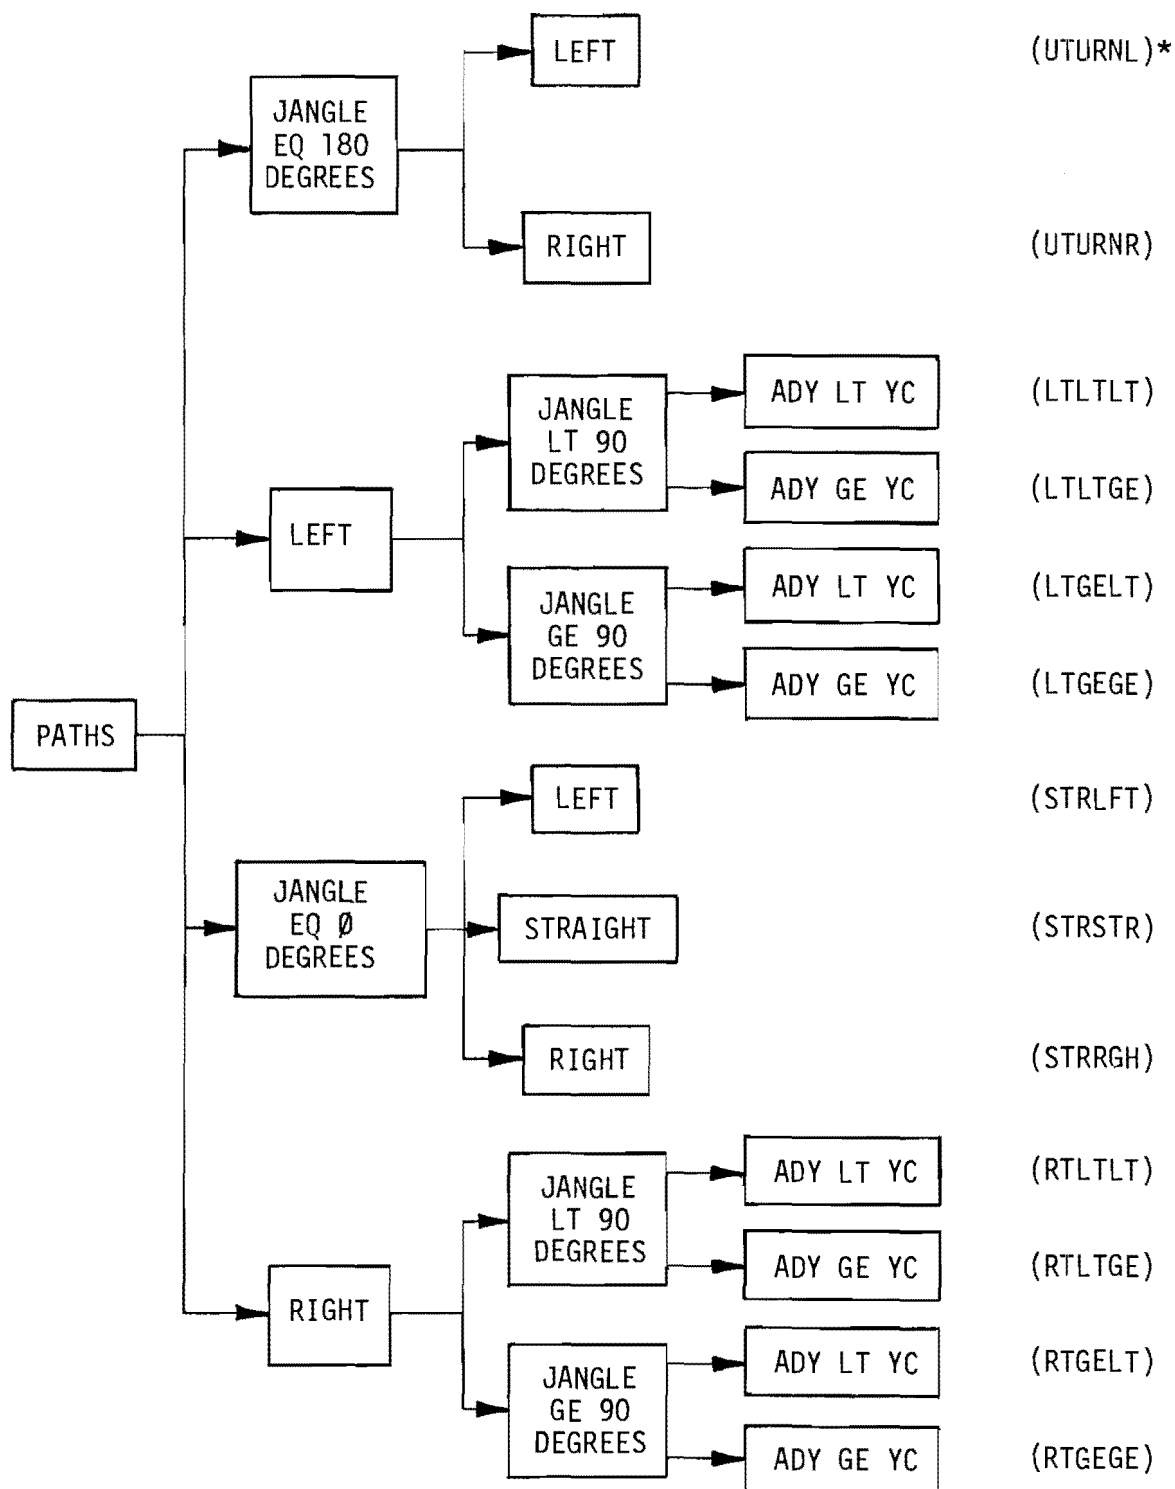 LEFT (UTURNL)*
JANGLE
EQ 180
DEGREES
RIGHT (UTURNR)
JANGLE
LT 90
DEGREES
ADY LT YC (LTLTLT)
ADY GE YC (LTLTGE)
LEFT
JANGLE
GE 90
DEGREES
ADY LT YC (LTGELT)
ADY GE YC (LTGEGE)
PATHS
LEFT (STRLFT)
JANGLE
EQ Ø
DEGREES
STRAIGHT (STRSTR)
RIGHT (STRRGH)
JANGLE
LT 90
DEGREES
ADY LT YC (RTLTLT)
ADY GE YC (RTLTGE)
RIGHT
JANGLE
GE 90
DEGREES
ADY LT YC (RTGELT)
ADY GE YC (RTGEGE)